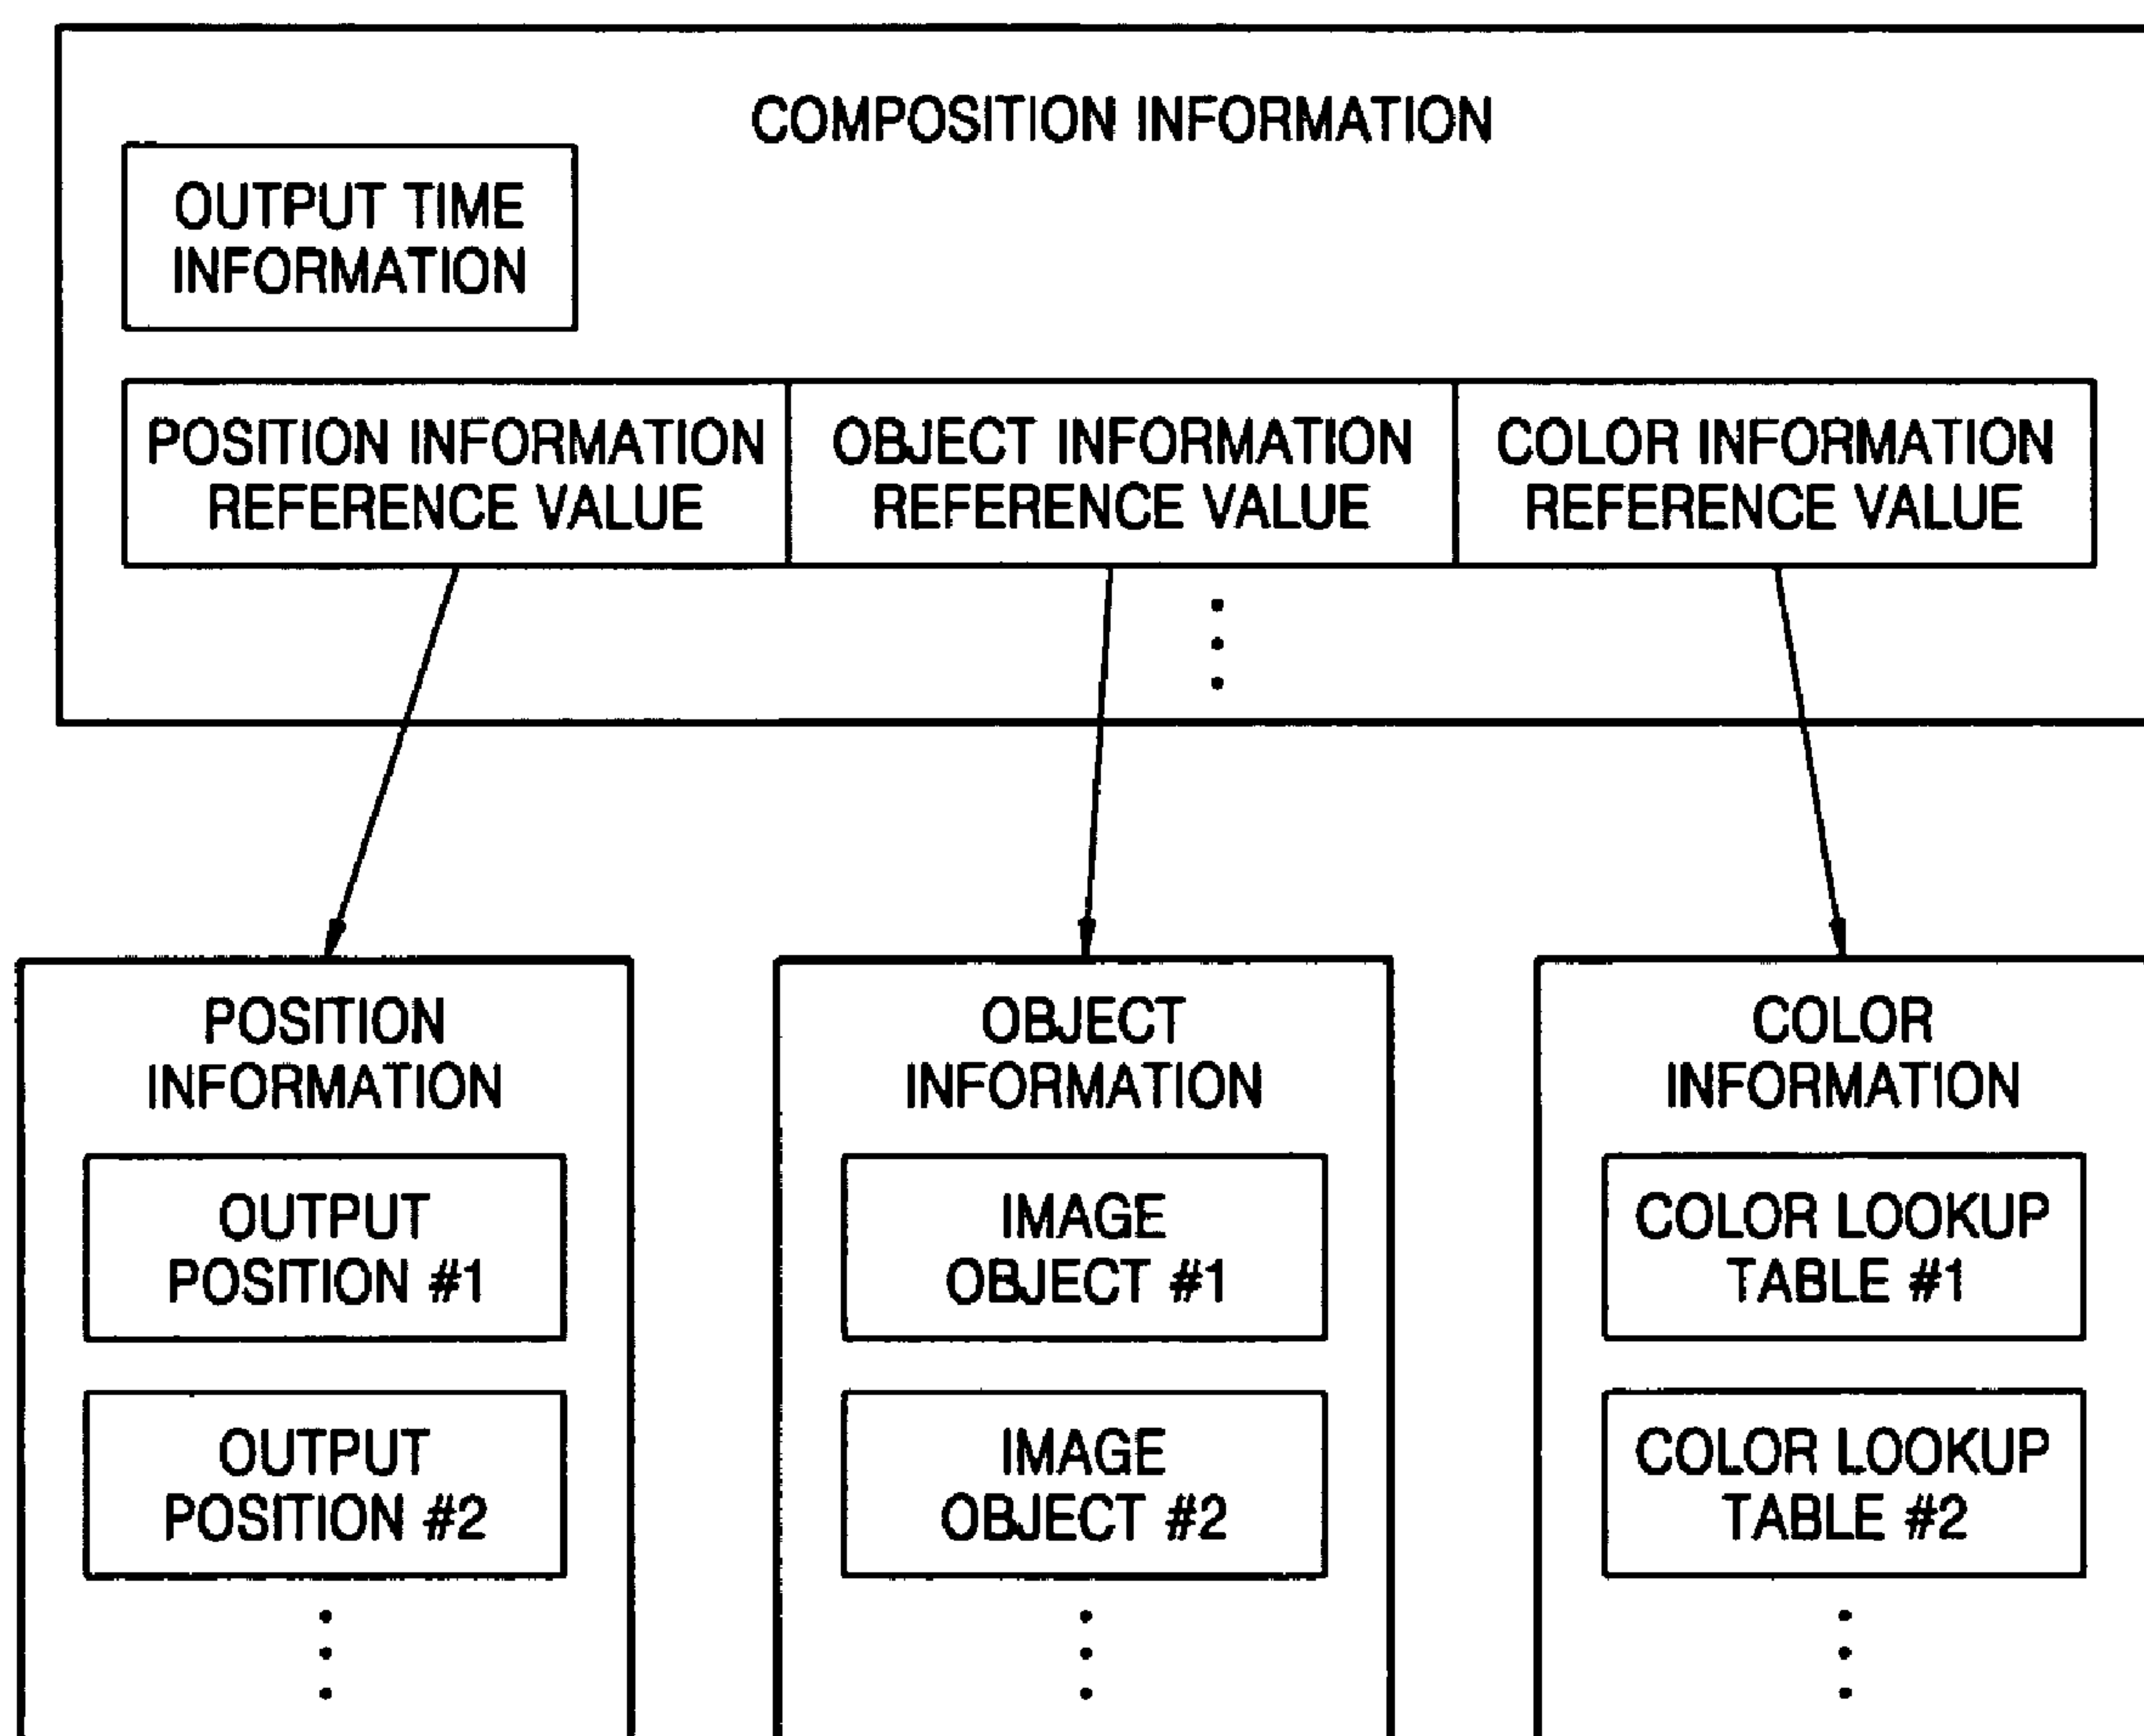 COMPOSITION INFORMATION
OUTPUT TIME
INFORMATION
POSITION INFORMATION
REFERENCE VALUE
OBJECT INFORMATION
REFERENCE VALUE
COLOR INFORMATION
REFERENCE VALUE
POSITION
INFORMATION
OUTPUT
POSITION #1
OUTPUT
POSITION #2
OBJECT
INFORMATION
IMAGE
OBJECT #1
IMAGE
OBJECT #2
COLOR
INFORMATION
COLOR LOOKUP
TABLE #1
COLOR LOOKUP
TABLE #2